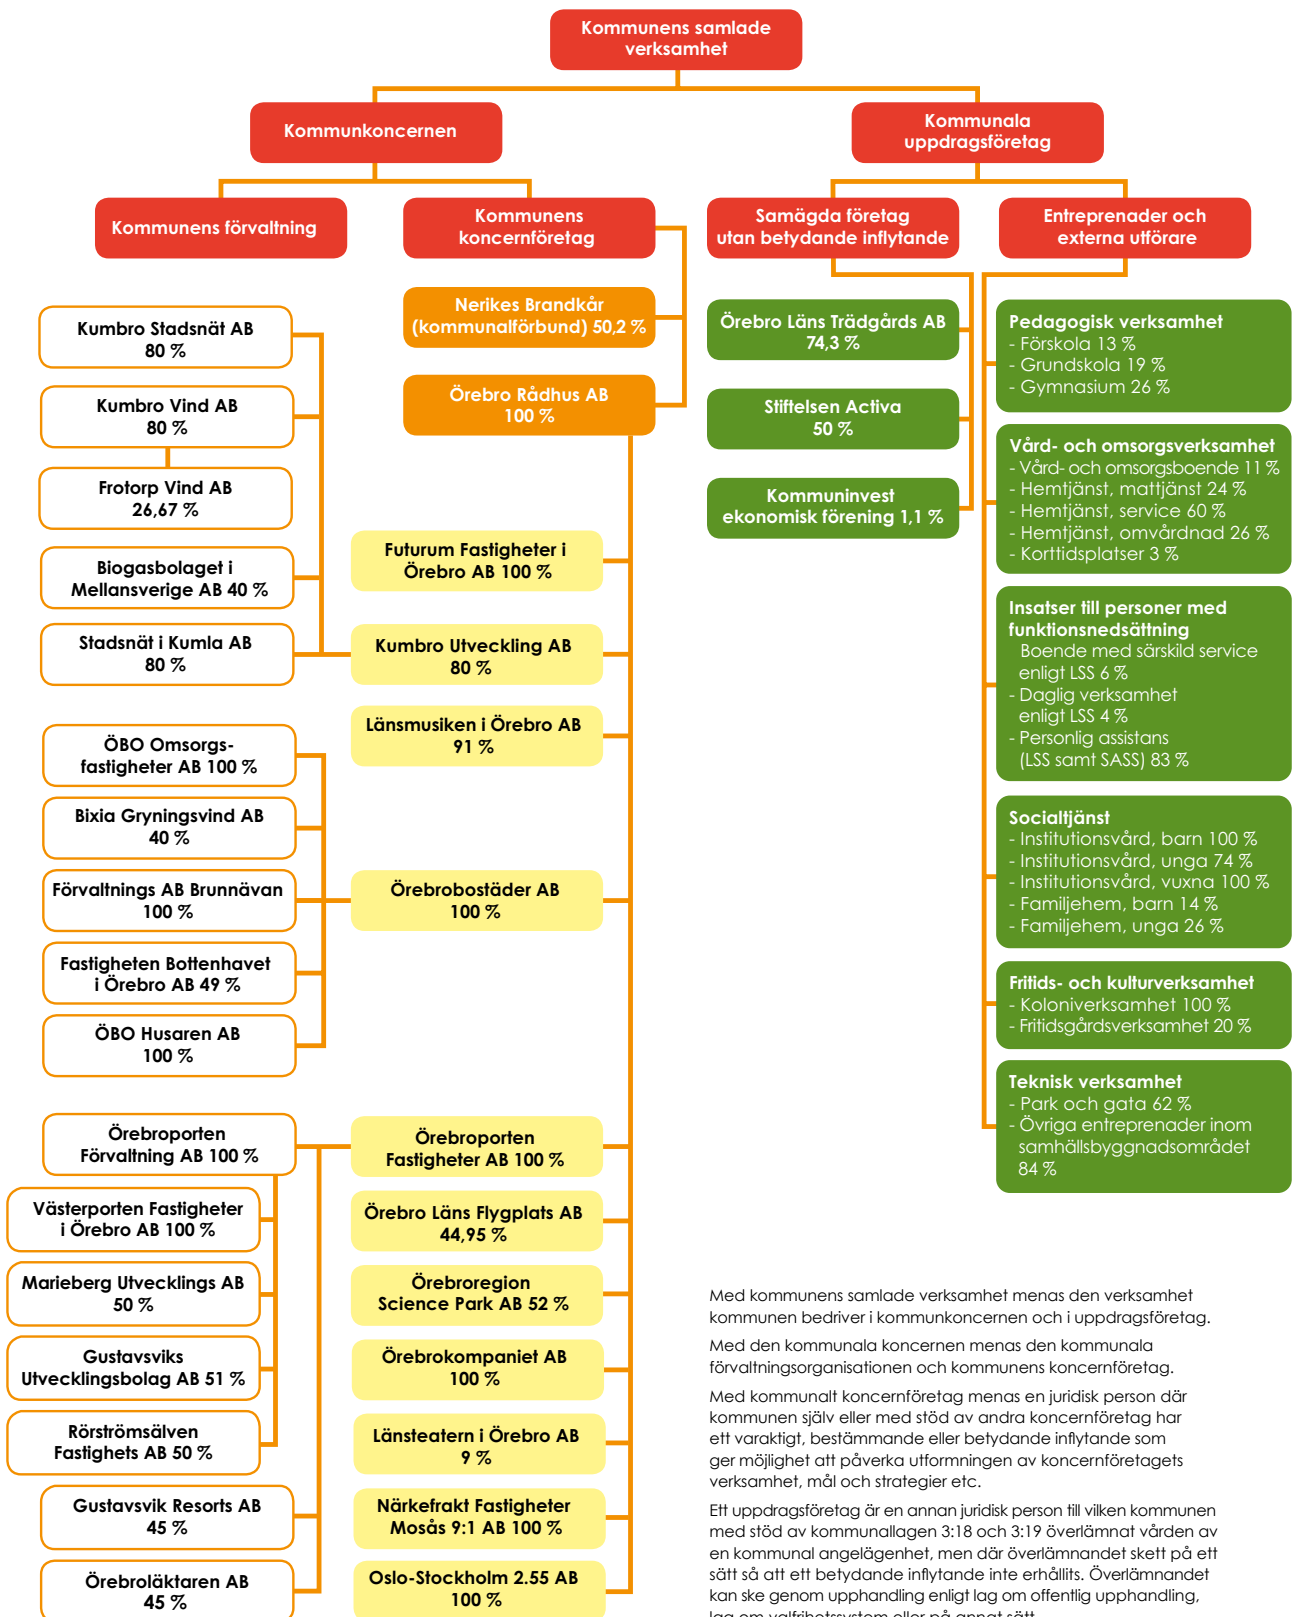 Kommunens samlade
verksamhet
Kommunkoncernen
Kommunala
uppdragsföretag
Kommunens förvaltning
Kommunens
koncernföretag
Samägda företag
utan betydande inflytande
Entreprenader och
externa utförare
Kumbro Stadsnät AB
80 %
Kumbro Vind AB
80 %
Frotorp Vind AB
26,67 %
Biogasbolaget i
Mellansverige AB 40 %
Stadsnät i Kumla AB
80 %
ÖBO Omsorgs-
fastigheter AB 100 %
Bixia Gryningsvind AB
40 %
Förvaltnings AB Brunnävan
100 %
Fastigheten Bottenhavet
i Örebro AB 49 %
ÖBO Husaren AB
100 %
Örebroporten
Förvaltning AB 100 %
Västerporten Fastigheter
i Örebro AB 100 %
Marieberg Utvecklings AB
50 %
Gustavsviks
Utvecklingsbolag AB 51 %
Rörströmsälven
Fastighets AB 50 %
Gustavsvik Resorts AB
45 %
Örebroläktaren AB
45 %
Nerikes Brandkår
(kommunalförbund) 50,2 %
Örebro Rådhus AB
100 %
Futurum Fastigheter i
Örebro AB 100 %
Kumbro Utveckling AB
80 %
Länsmusiken i Örebro AB
91 %
Örebrobostäder AB
100 %
Örebroporten
Fastigheter AB 100 %
Örebro Läns Flygplats AB
44,95 %
Örebroregion
Science Park AB 52 %
Örebrokompaniet AB
100 %
Länsteatern i Örebro AB
9 %
Närkefrakt Fastigheter
Mosås 9:1 AB 100 %
Oslo-Stockholm 2.55 AB
100 %
Örebro Läns Trädgårds AB
74,3 %
Stiftelsen Activa
50 %
Kommuninvest
ekonomisk förening 1,1 %
Pedagogisk verksamhet
- Förskola 13 %
- Grundskola 19 %
- Gymnasium 26 %
Vård- och omsorgsverksamhet
- Vård- och omsorgsboende 11 %
- Hemtjänst, mattjänst 24 %
- Hemtjänst, service 60 %
- Hemtjänst, omvårdnad 26 %
- Korttidsplatser 3 %
Insatser till personer med
funktionsnedsättning
Boende med särskild service
enligt LSS 6 %
- Daglig verksamhet
enligt LSS 4 %
- Personlig assistans
(LSS samt SASS) 83 %
Socialtjänst
- Institutionsvård, barn 100 %
- Institutionsvård, unga 74 %
- Institutionsvård, vuxna 100 %
- Familjehem, barn 14 %
- Familjehem, unga 26 %
Fritids- och kulturverksamhet
- Koloniverksamhet 100 %
- Fritidsgårdsverksamhet 20 %
Teknisk verksamhet
- Park och gata 62 %
- Övriga entreprenader inom
samhällsbyggnadsområdet
84 %
Med kommunens samlade verksamhet menas den verksamhet
kommunen bedriver i kommunkoncernen och i uppdragsföretag.
Med den kommunala koncernen menas den kommunala
förvaltningsorganisationen och kommunens koncernföretag.
Med kommunalt koncernföretag menas en juridisk person där
kommunen själv eller med stöd av andra koncernföretag har
ett varaktigt, bestämmande eller betydande inflytande som
ger möjlighet att påverka utformningen av koncernföretagets
verksamhet, mål och strategier etc.
Ett uppdragsföretag är en annan juridisk person till vilken kommunen
med stöd av kommunallagen 3:18 och 3:19 överlämnat vården av
en kommunal angelägenhet, men där överlämnandet skett på ett
sätt så att ett betydande inflytande inte erhållits. Överlämnandet
kan ske genom upphandling enligt lag om offentlig upphandling,
lag om valfrihetssystem eller på annat sätt.